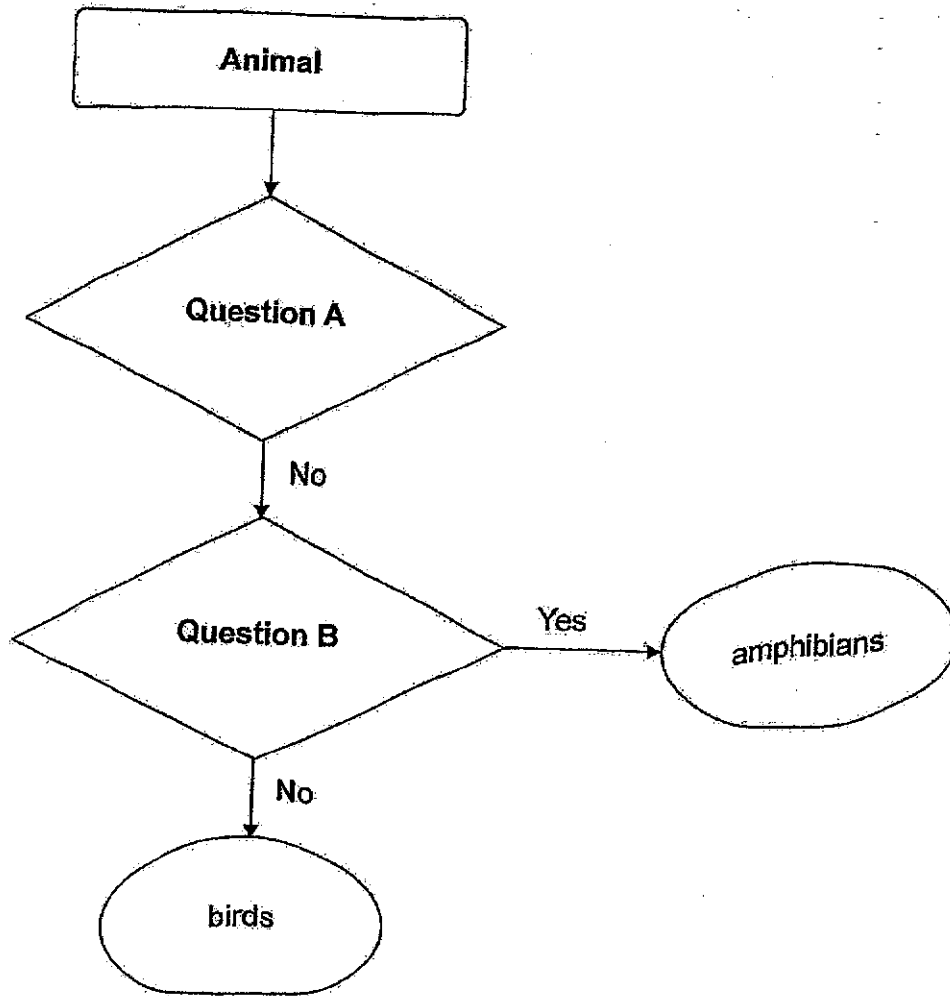 Animal
Question A
No
Question B
Yes
amphibians
No
birds